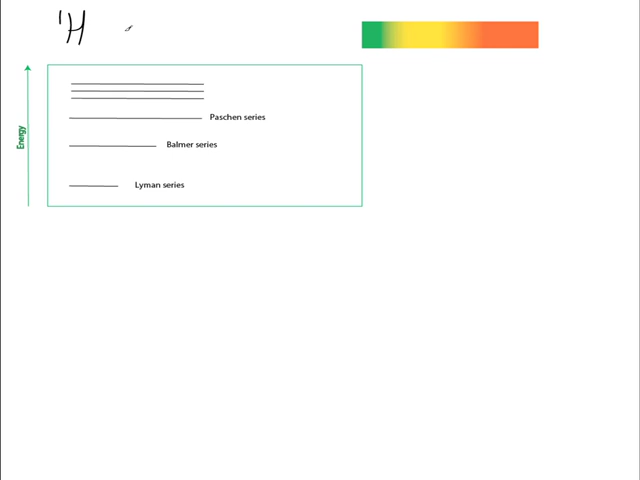 ¹H
Energy
Paschen series
Balmer series
Lyman series